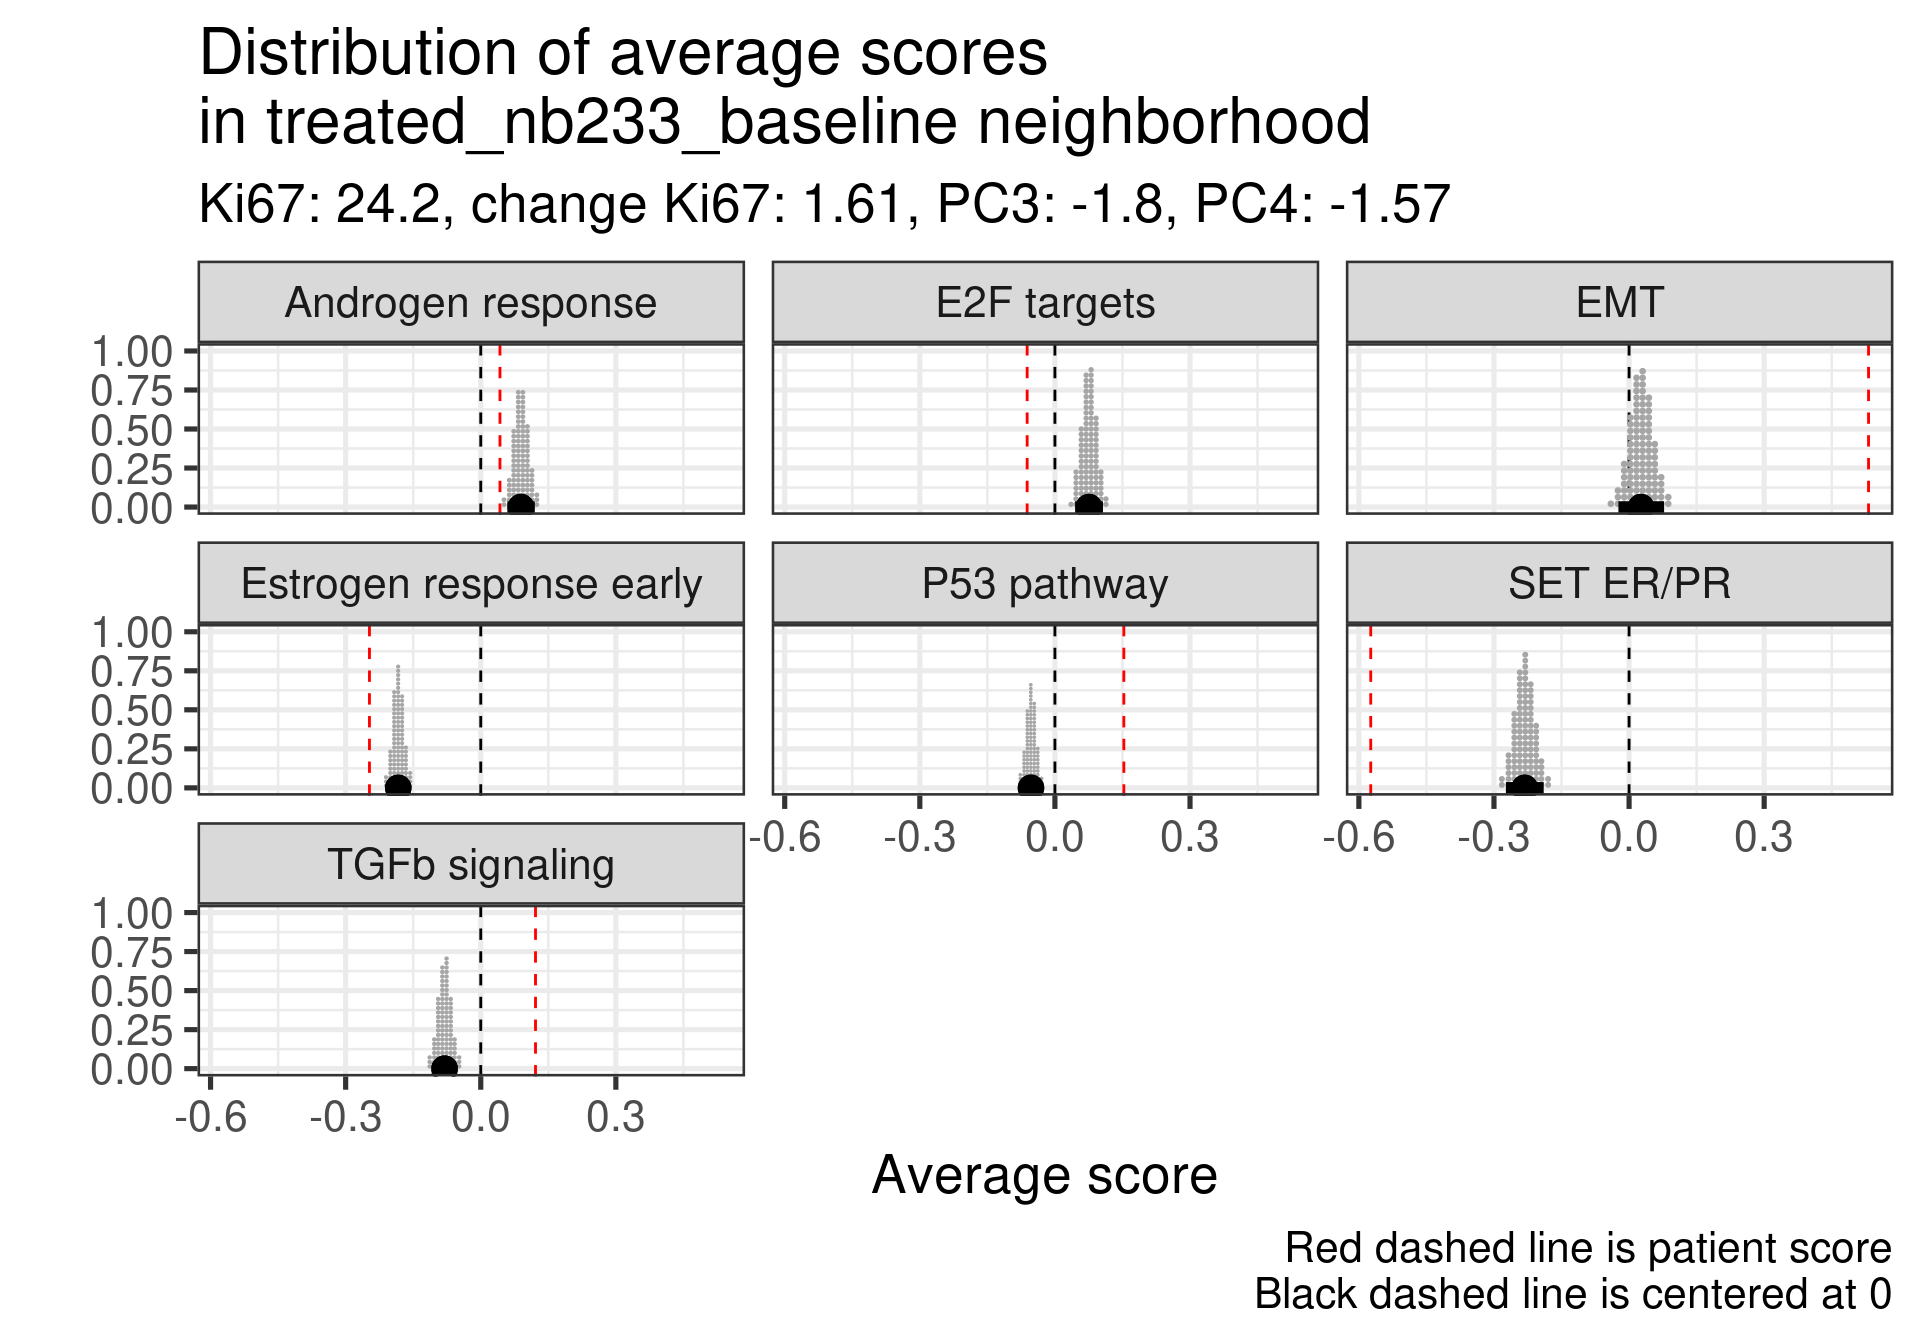 Distribution of average scores
in treated_nb233_baseline neighborhood
Ki67: 24.2, change Ki67: 1.61, PC3: -1.8, PC4: -1.57
Androgen response
E2F targets
EMT
1.00
0.75
0.50
0.25
0.00
Estrogen response early
P53 pathway
SET ER/PR
1.00
0.75
0.50
0.25
0.00
-0.6 -0.3 0.0 0.3
-0.6 -0.3 0.0 0.3
TGFb signaling
1.00
0.75
0.50
0.25
0.00
-0.6 -0.3 0.0 0.3
Average score
Red dashed line is patient score
Black dashed line is centered at 0